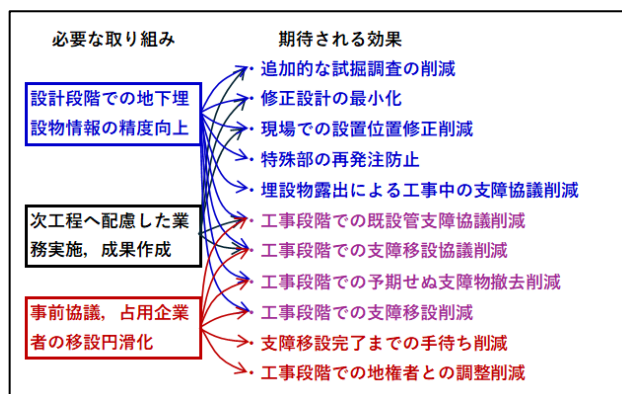 必要な取り組み
期待される効果
設計段階での地下埋
設物情報の精度向上
次工程へ配慮した業
務実施，成果作成
事前協議，占用企業
者の移設円滑化
・追加的な試掘調査の削減
・修正設計の最小化
・現場での設置位置修正削減
・特殊部の再発注防止
・埋設物露出による工事中の支障協議削減
・工事段階での既設管支障協議削減
・工事段階での支障移設協議削減
・工事段階での予期せぬ支障物撤去削減
・工事段階での支障移設削減
・支障移設完了までの手待ち削減
・工事段階での地権者との調整削減